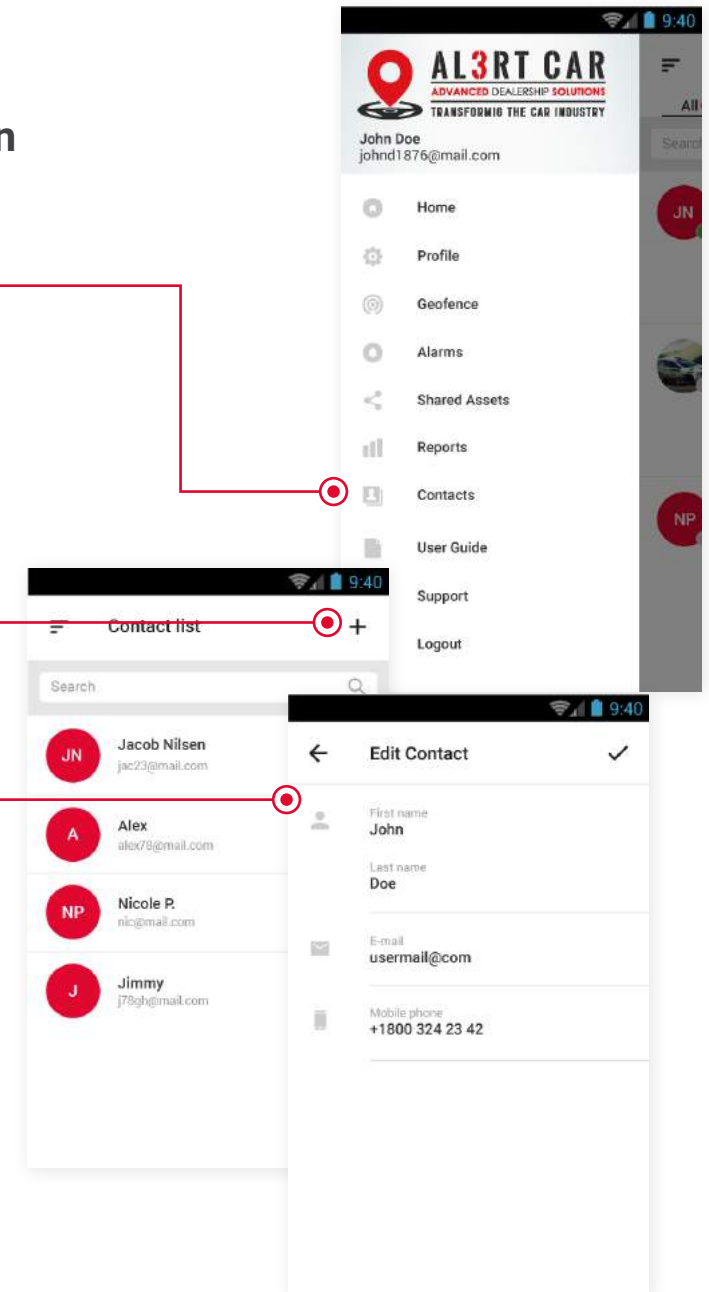 n
9:40
AL3RT CAR
ADVANCED DEALERSHIP SOLUTIONS
TRANSFORMIG THE CAR INDUSTRY
John Doe
johnd1876@mail.com
All
Search
Home
JN
Profile
Geofence
Alarms
Shared Assets
Reports
Contacts
NP
User Guide
Support
Logout
9:40
Contact list
Search
JN
Jacob Nilsen
jac23@mail.com
A
Alex
alex78@mail.com
NP
Nicole P.
nic@mail.com
J
Jimmy
j78gh@mail.com
9:40
Edit Contact
First name
John
Last name
Doe
E-mail
usermail@com
Mobile phone
+1800 324 23 42